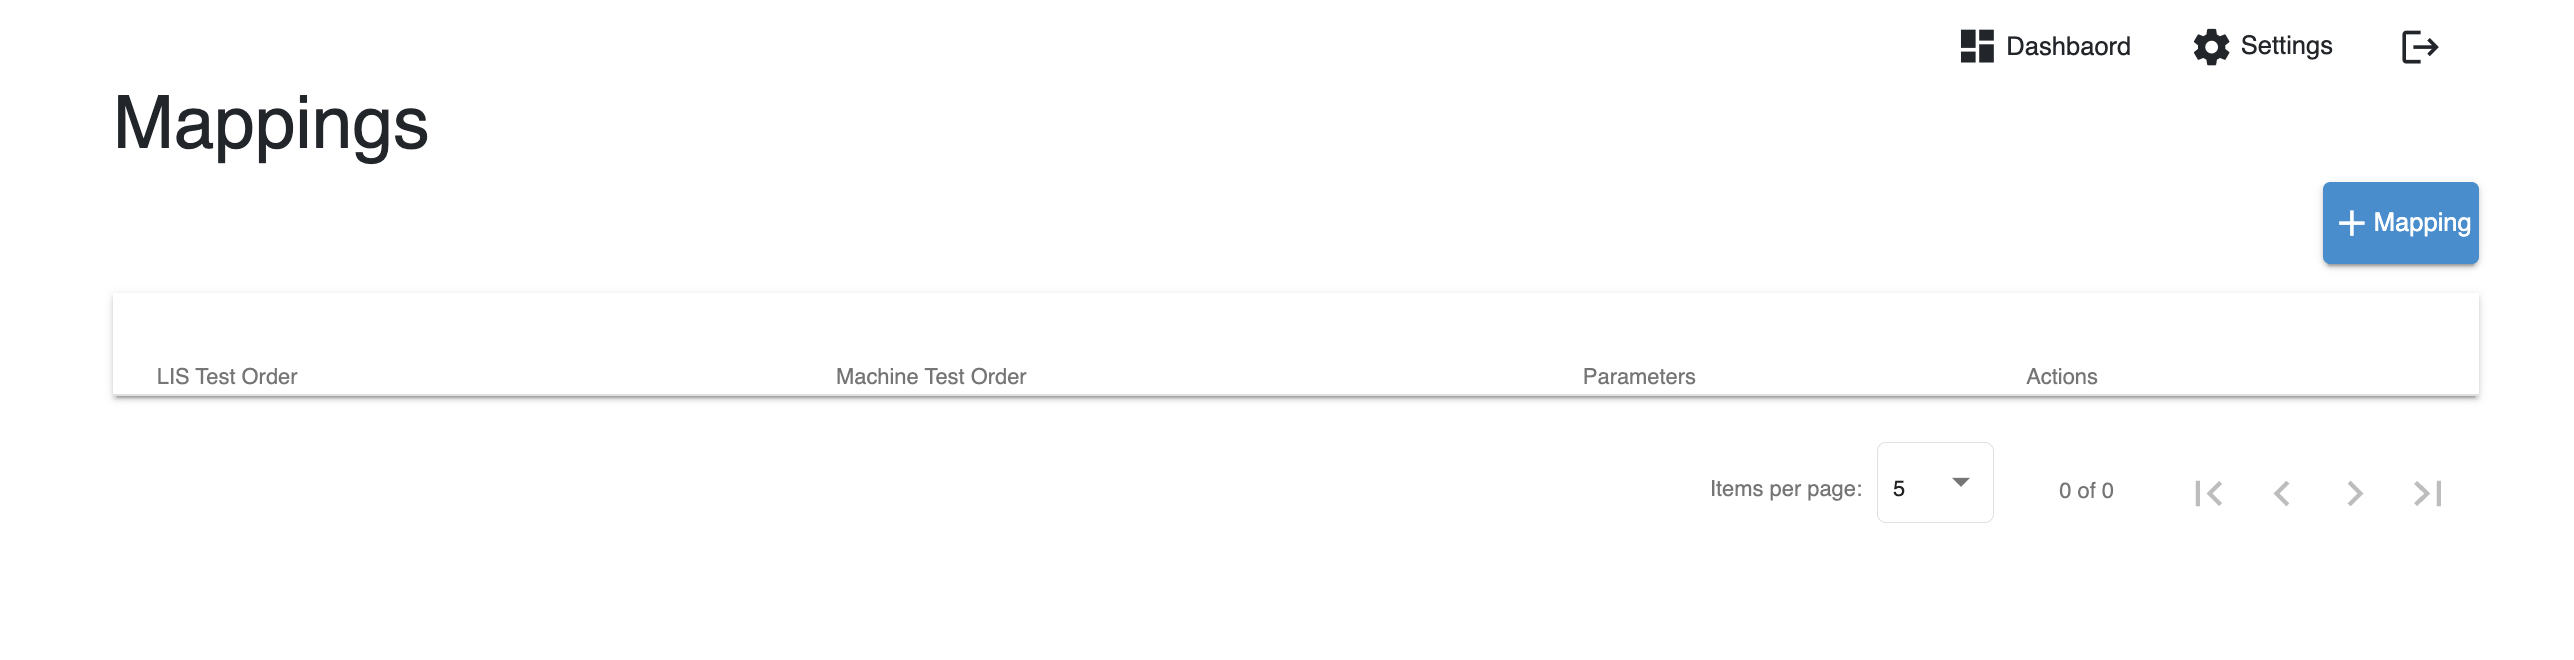 Dashbaord Settings
Mappings
Mapping
LIS Test Order Machine Test Order Parameters Actions
Items per page: 5 0 of 0